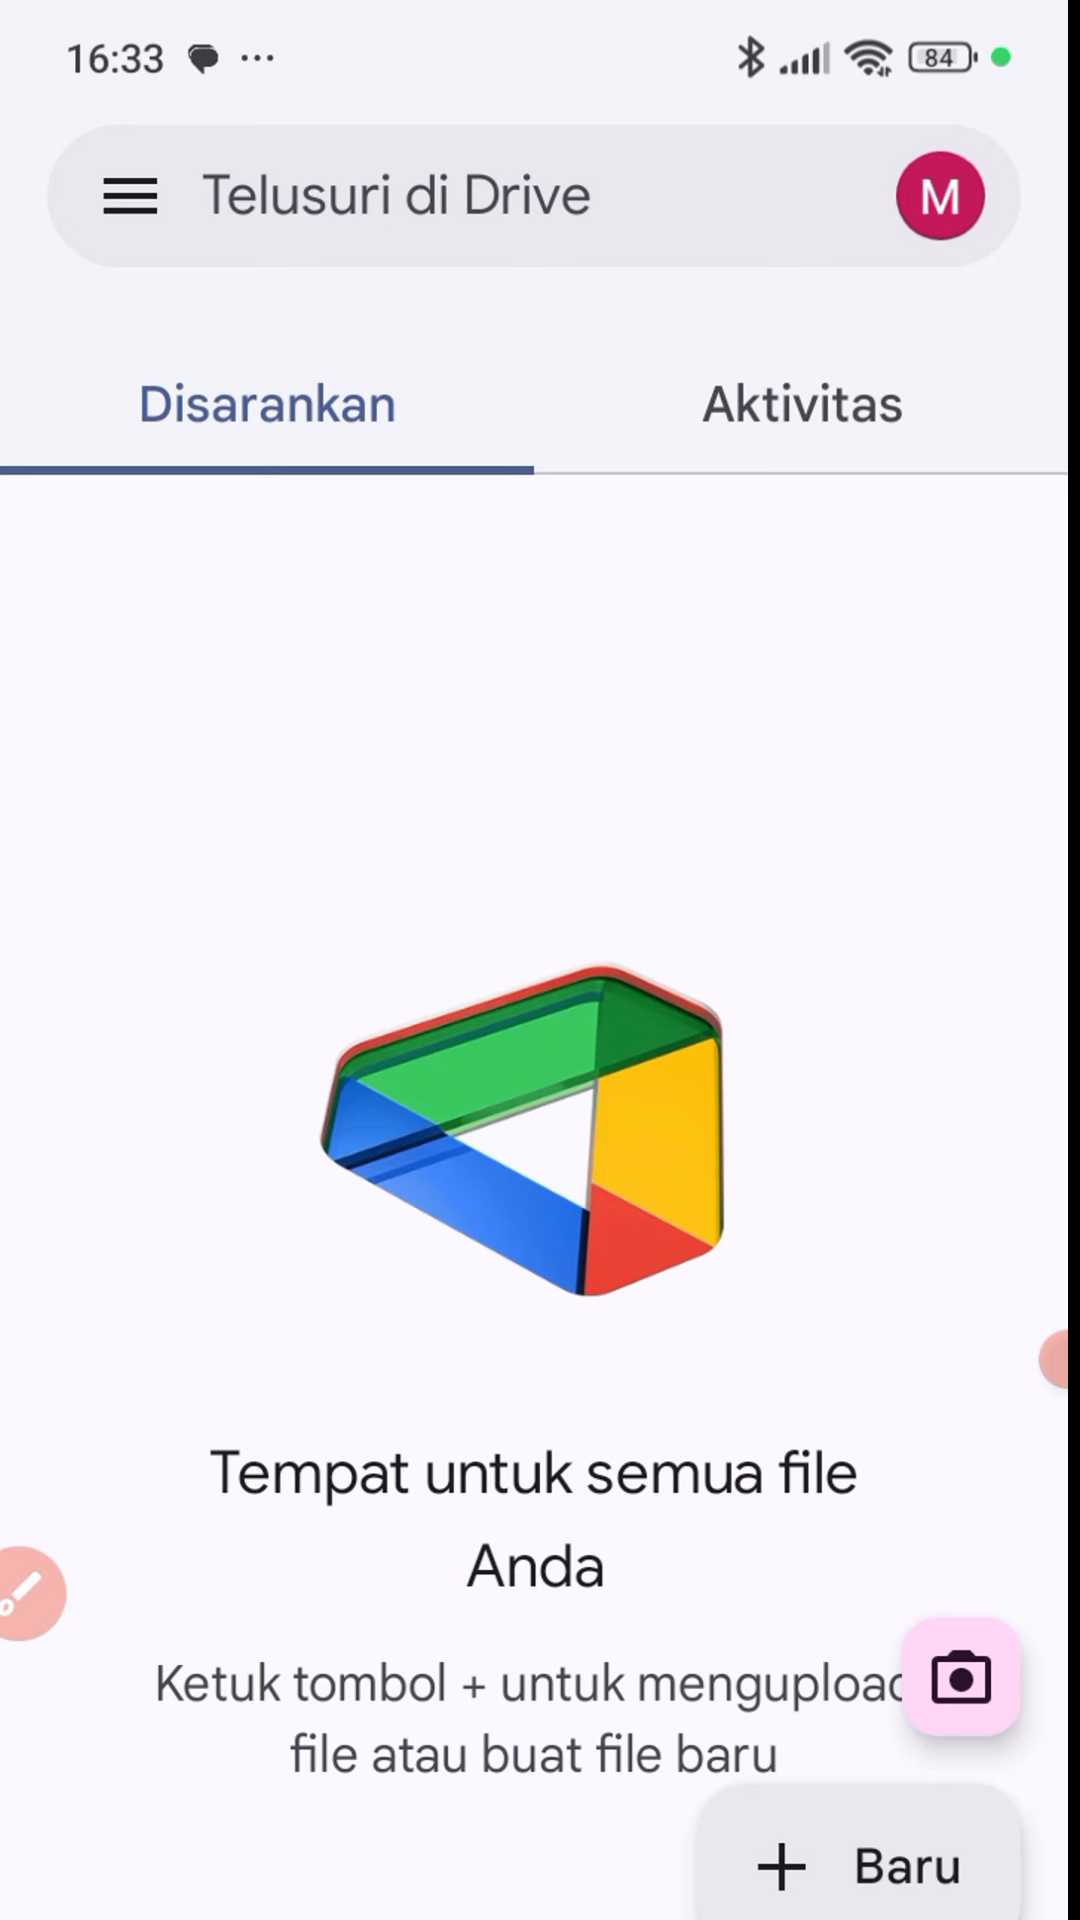 16:33
84
Telusuri di Drive
M
Disarankan
Aktivitas
Tempat untuk semua file
Anda
Ketuk tombol + untuk mengupload
file atau buat file baru
+ Baru